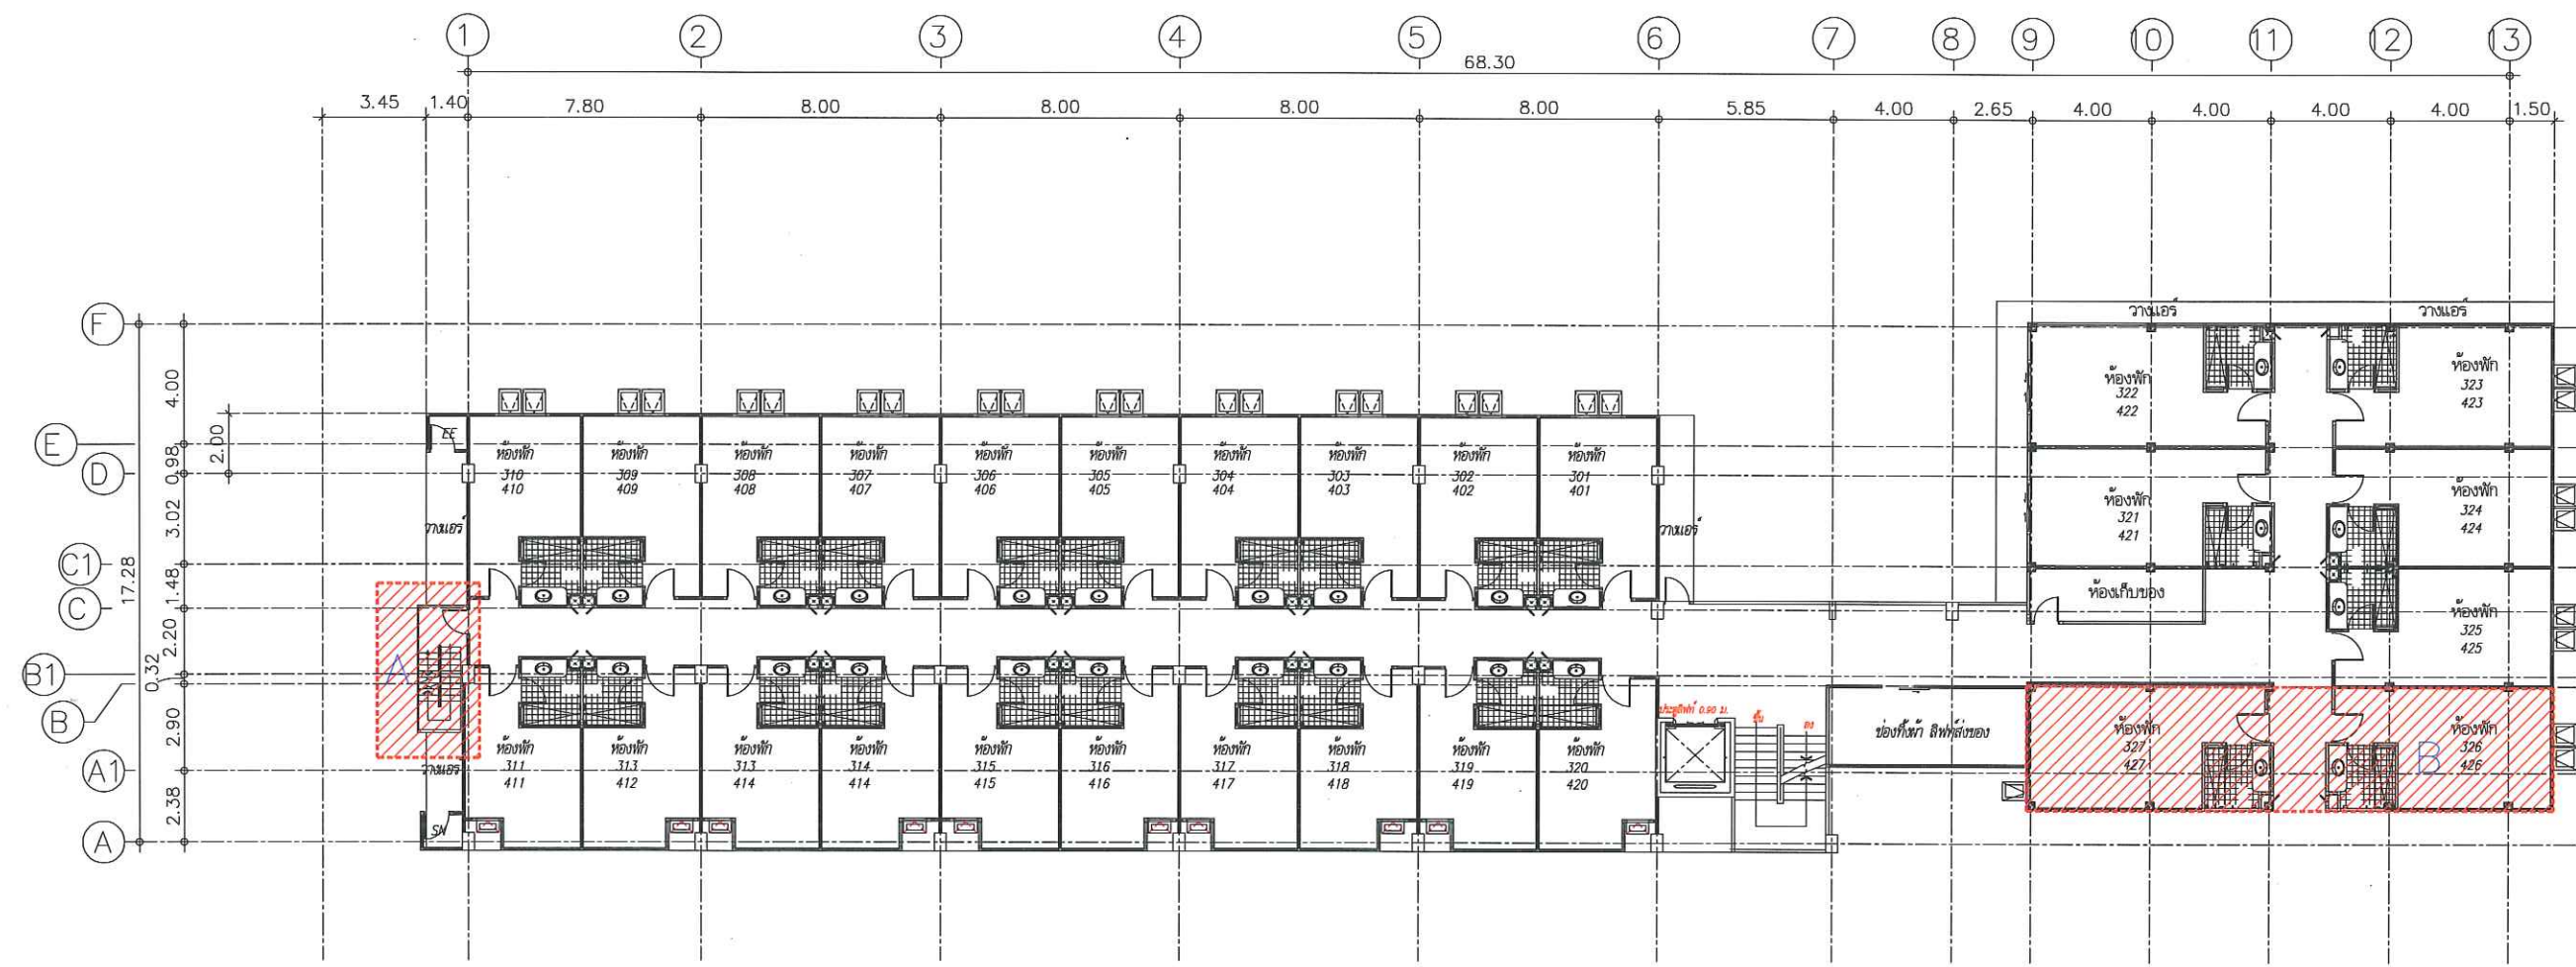 1 2 3 4 5 6 7 8 9 10 11 12 13
68.30
3.45 1.40 7.80 8.00 8.00 8.00 8.00 5.85 4.00 2.65 4.00 4.00 4.00 4.00 1.50
F
E
D
C1
C
B1
B
A1
A
17.28
4.00
0.98
2.00
3.02
1.48
2.20
0.32
2.90
2.38
วางแอร์ วางแอร์
EE
ห้องพัก ห้องพัก ห้องพัก ห้องพัก ห้องพัก ห้องพัก ห้องพัก ห้องพัก ห้องพัก ห้องพัก
310 309 308 307 306 305 304 303 302 301
410 409 408 407 406 405 404 403 402 401
วางแอร์ วางแอร์
ห้องพัก
322
422
ห้องพัก
323
423
ห้องพัก
321
421
ห้องพัก
324
424
ห้องเก็บของ
ห้องพัก
325
425
A
วางแอร์
SN
ห้องพัก ห้องพัก ห้องพัก ห้องพัก ห้องพัก ห้องพัก ห้องพัก ห้องพัก ห้องพัก ห้องพัก
311 313 313 314 315 316 317 318 319 320
411 412 414 414 415 416 417 418 419 420
ประตูลิฟท์ 0.90 ม.
ขึ้น
ลง
ช่องทิ้งผ้า ลิฟท์ส่งของ
ห้องพัก
327
427
ห้องพัก
326
426
B